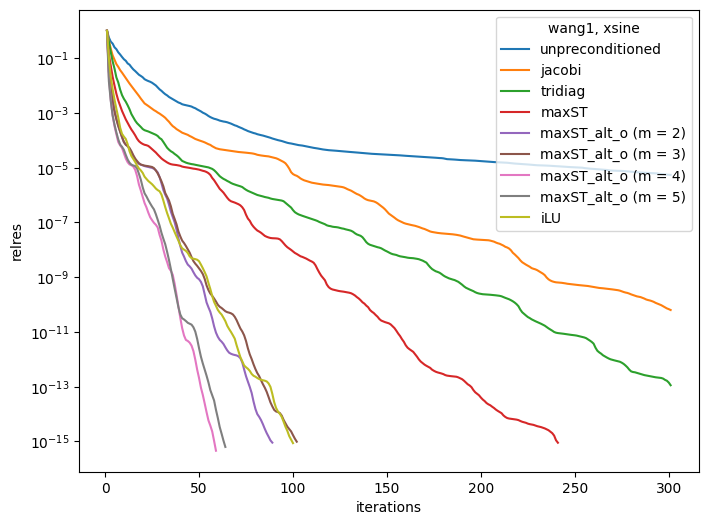 wang1, xsine
unpreconditioned
jacobi
tridiag
maxST
maxST_alt_o (m = 2)
maxST_alt_o (m = 3)
maxST_alt_o (m = 4)
maxST_alt_o (m = 5)
iLU
relres
10⁻¹
10⁻³
10⁻⁵
10⁻⁷
10⁻⁹
10⁻¹¹
10⁻¹³
10⁻¹⁵
0 50 100 150 200 250 300
iterations